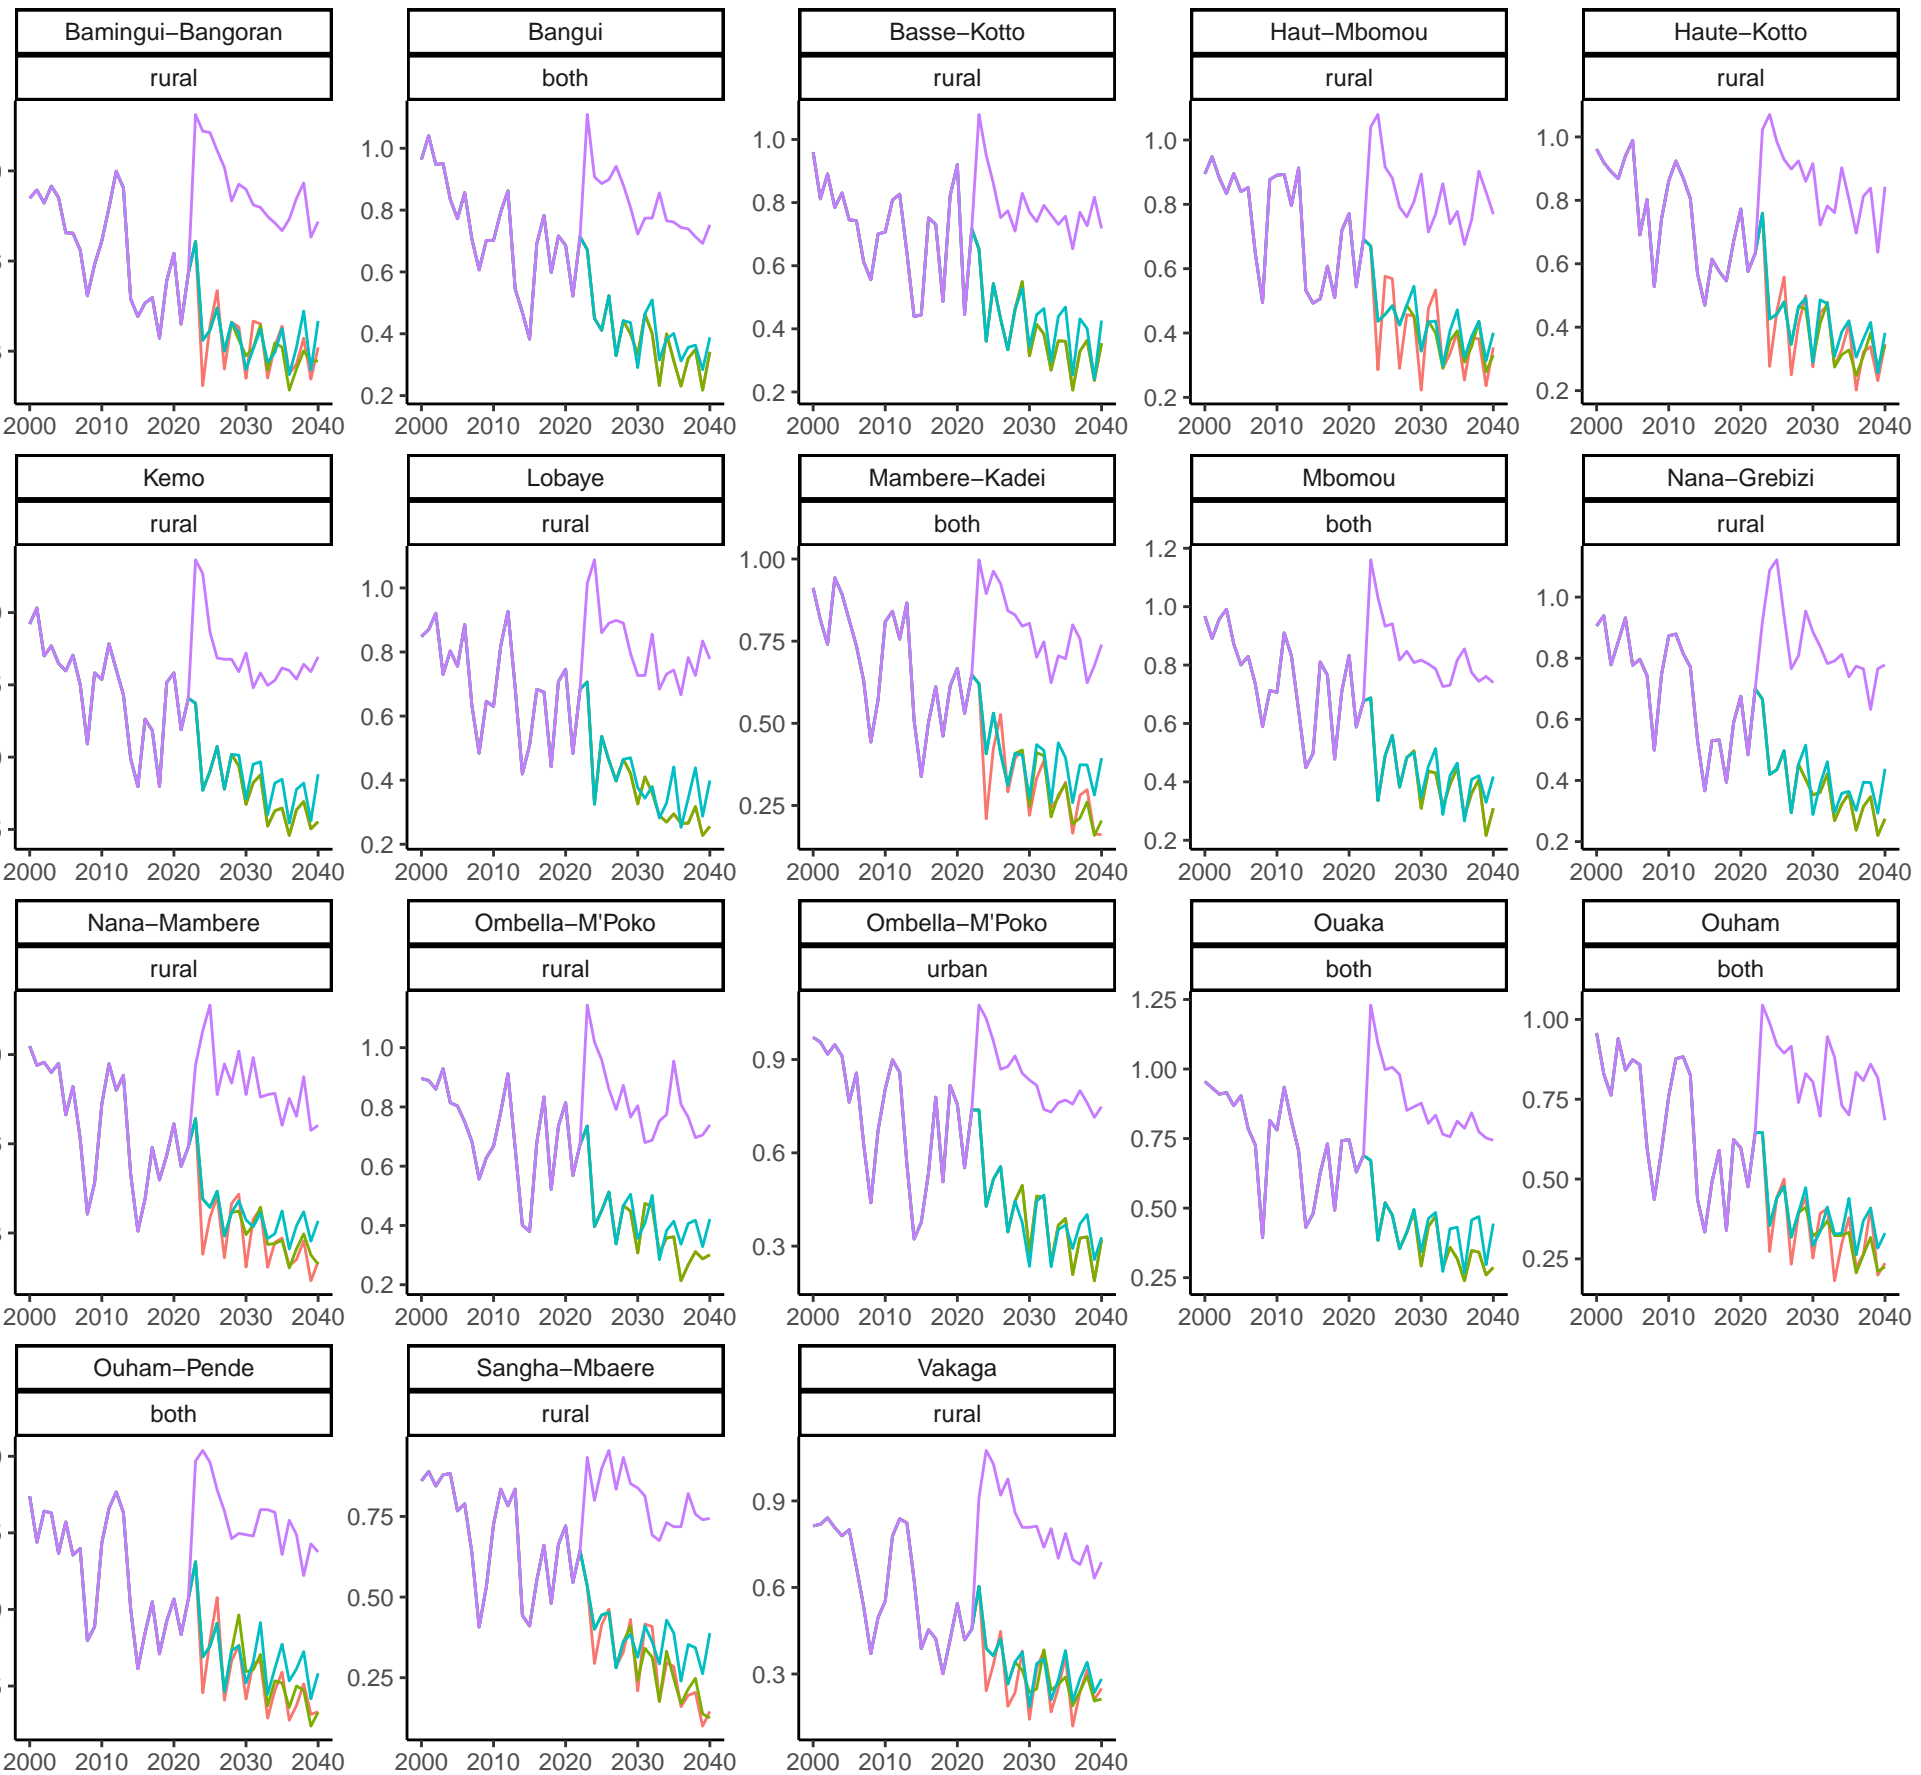 Bamingui−Bangoran
Bangui
Basse−Kotto
Haut−Mbomou
Haute−Kotto
rural
both
rural
rural
rural
1.0
0.8
0.6
0.4
0.2
1.0
0.8
0.6
0.4
0.2
1.0
0.8
0.6
0.4
0.2
1.0
0.8
0.6
0.4
0.2
2000 2010 2020 2030 2040
2000 2010 2020 2030 2040
2000 2010 2020 2030 2040
2000 2010 2020 2030 2040
2000 2010 2020 2030 2040
Kemo
Lobaye
Mambere−Kadei
Mbomou
Nana−Grebizi
rural
rural
both
both
rural
1.0
0.8
0.6
0.4
0.2
1.00
0.75
0.50
0.25
1.2
1.0
0.8
0.6
0.4
0.2
1.0
0.8
0.6
0.4
0.2
2000 2010 2020 2030 2040
2000 2010 2020 2030 2040
2000 2010 2020 2030 2040
2000 2010 2020 2030 2040
2000 2010 2020 2030 2040
Nana−Mambere
Ombella−M'Poko
Ombella−M'Poko
Ouaka
Ouham
rural
rural
urban
both
both
1.0
0.8
0.6
0.4
0.2
0.9
0.6
0.3
1.25
1.00
0.75
0.50
0.25
1.00
0.75
0.50
0.25
2000 2010 2020 2030 2040
2000 2010 2020 2030 2040
2000 2010 2020 2030 2040
2000 2010 2020 2030 2040
2000 2010 2020 2030 2040
Ouham−Pende
Sangha−Mbaere
Vakaga
both
rural
rural
0.75
0.50
0.25
0.9
0.6
0.3
2000 2010 2020 2030 2040
2000 2010 2020 2030 2040
2000 2010 2020 2030 2040